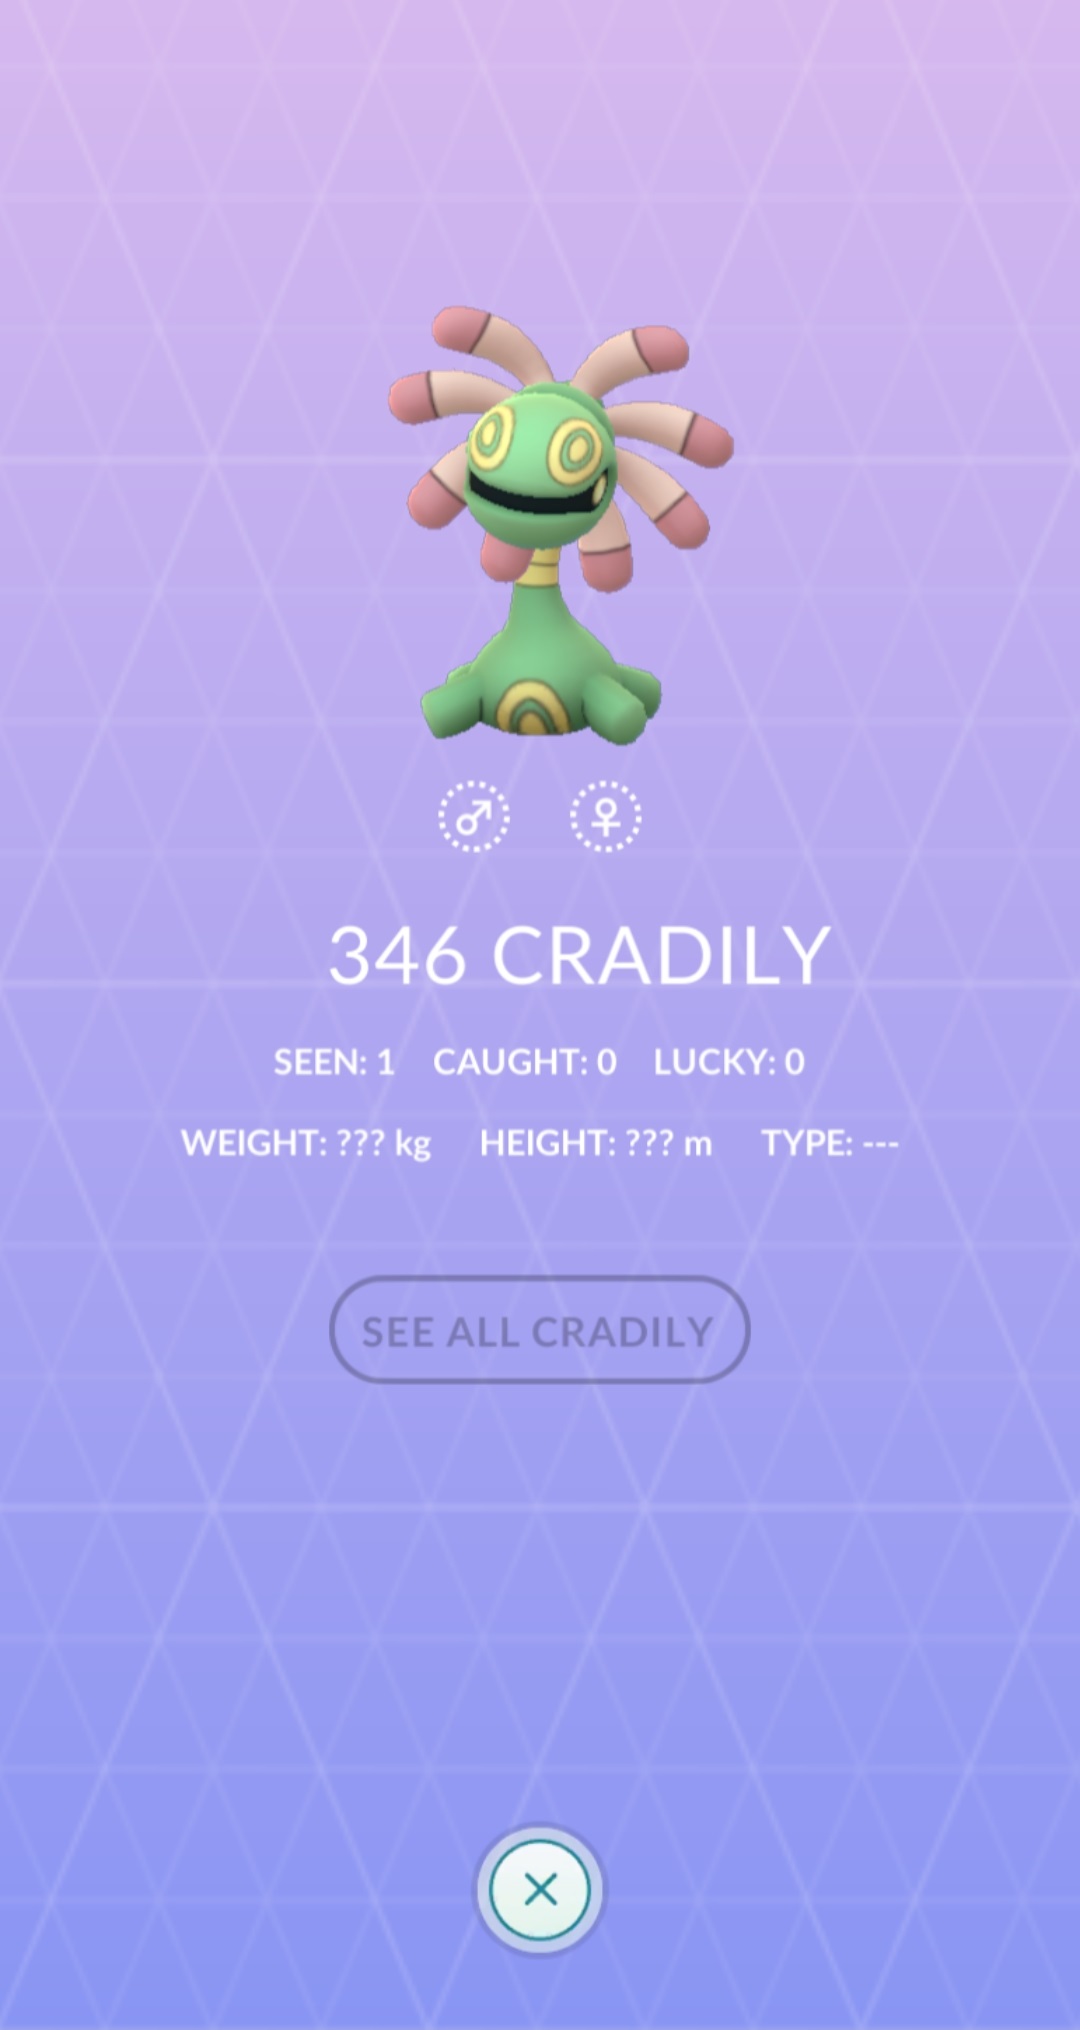 ♂ ♀
346 CRADILY
SEEN: 1 CAUGHT: 0 LUCKY: 0
WEIGHT: ??? kg HEIGHT: ??? m TYPE: ---
SEE ALL CRADILY